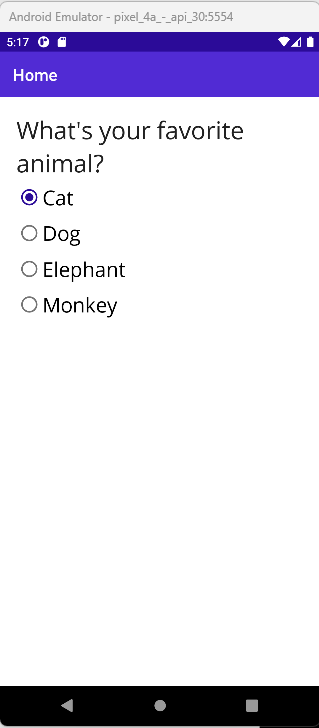 Android Emulator - pixel_4a_-_api_30:5554
5:17
Home
What's your favorite
animal?
Cat
Dog
Elephant
Monkey